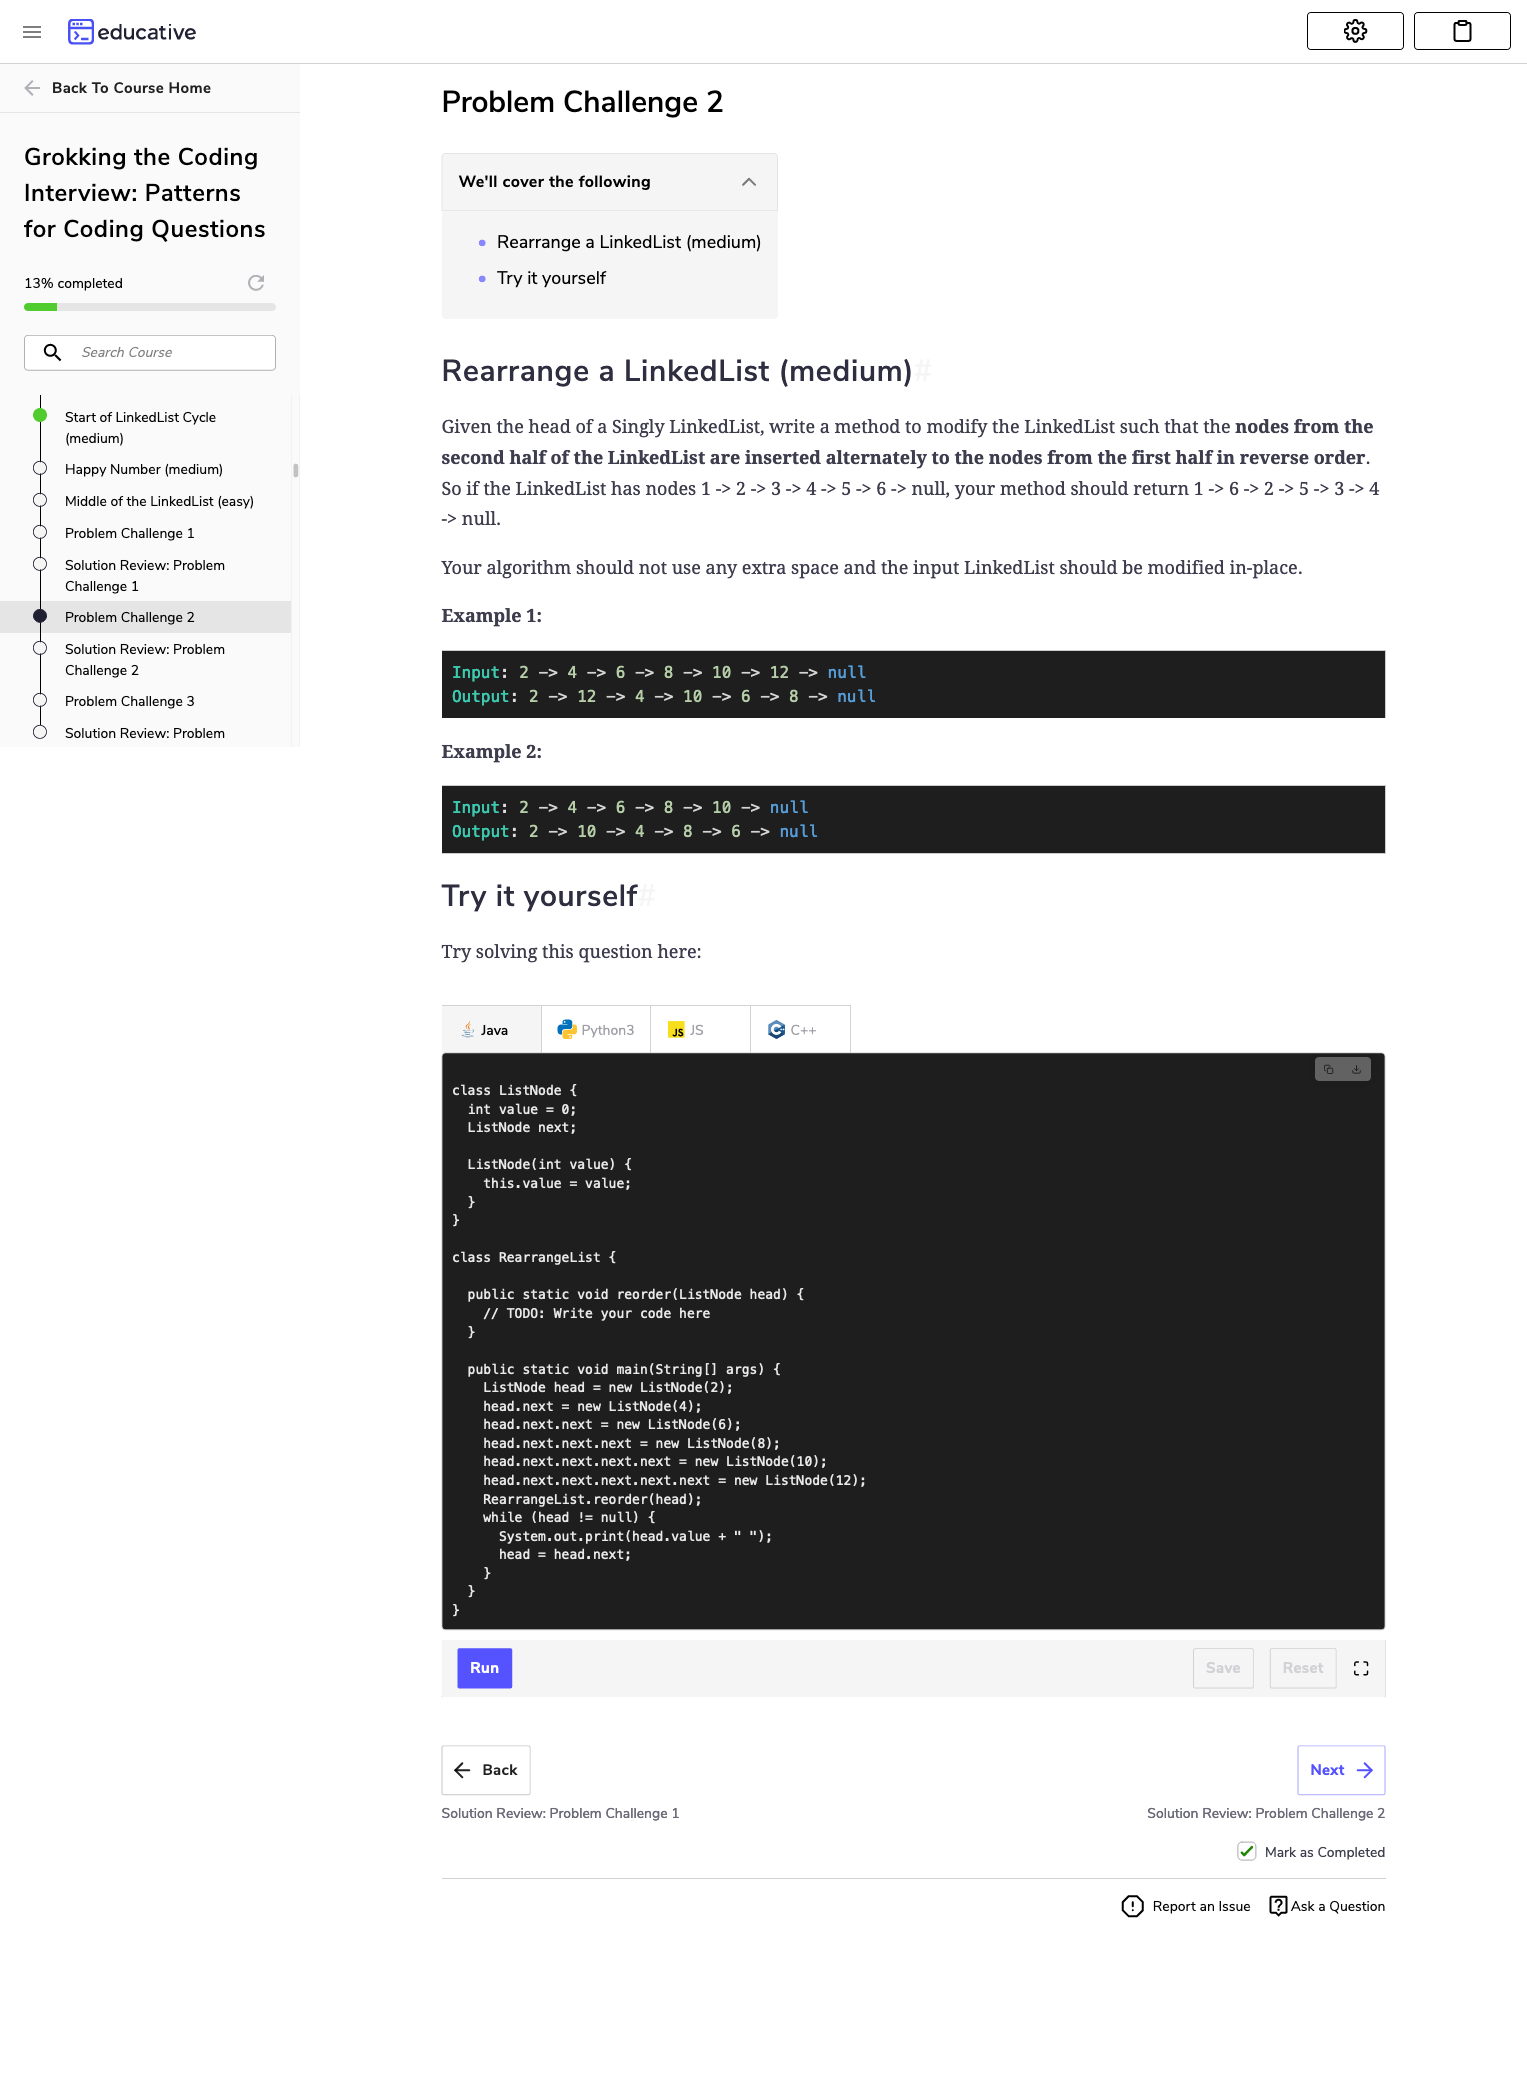 educative
Back To Course Home
Grokking the Coding
Interview: Patterns
for Coding Questions
13% completed
Search Course
Start of LinkedList Cycle
(medium)
Happy Number (medium)
Middle of the LinkedList (easy)
Problem Challenge 1
Solution Review: Problem
Challenge 1
Problem Challenge 2
Solution Review: Problem
Challenge 2
Problem Challenge 3
Solution Review: Problem
Problem Challenge 2
We'll cover the following
Rearrange a LinkedList (medium)
Try it yourself
Rearrange a LinkedList (medium)#
Given the head of a Singly LinkedList, write a method to modify the LinkedList such that the nodes from the
second half of the LinkedList are inserted alternately to the nodes from the first half in reverse order.
So if the LinkedList has nodes 1 -> 2 -> 3 -> 4 -> 5 -> 6 -> null, your method should return 1 -> 6 -> 2 -> 5 -> 3 -> 4
-> null.
Your algorithm should not use any extra space and the input LinkedList should be modified in-place.
Example 1:
Input: 2 -> 4 -> 6 -> 8 -> 10 -> 12 -> null
Output: 2 -> 12 -> 4 -> 10 -> 6 -> 8 -> null
Example 2:
Input: 2 -> 4 -> 6 -> 8 -> 10 -> null
Output: 2 -> 10 -> 4 -> 8 -> 6 -> null
Try it yourself#
Try solving this question here:
Java Python3 JS JS C++
class ListNode {
  int value = 0;
  ListNode next;
  ListNode(int value) {
    this.value = value;
  }
}
class RearrangeList {
  public static void reorder(ListNode head) {
    // TODO: Write your code here
  }
  public static void main(String[] args) {
    ListNode head = new ListNode(2);
    head.next = new ListNode(4);
    head.next.next = new ListNode(6);
    head.next.next.next = new ListNode(8);
    head.next.next.next.next = new ListNode(10);
    head.next.next.next.next.next = new ListNode(12);
    RearrangeList.reorder(head);
    while (head != null) {
      System.out.print(head.value + " ");
      head = head.next;
    }
  }
}
Run Save Reset
Back Next
Solution Review: Problem Challenge 1 Solution Review: Problem Challenge 2
Mark as Completed
Report an Issue Ask a Question